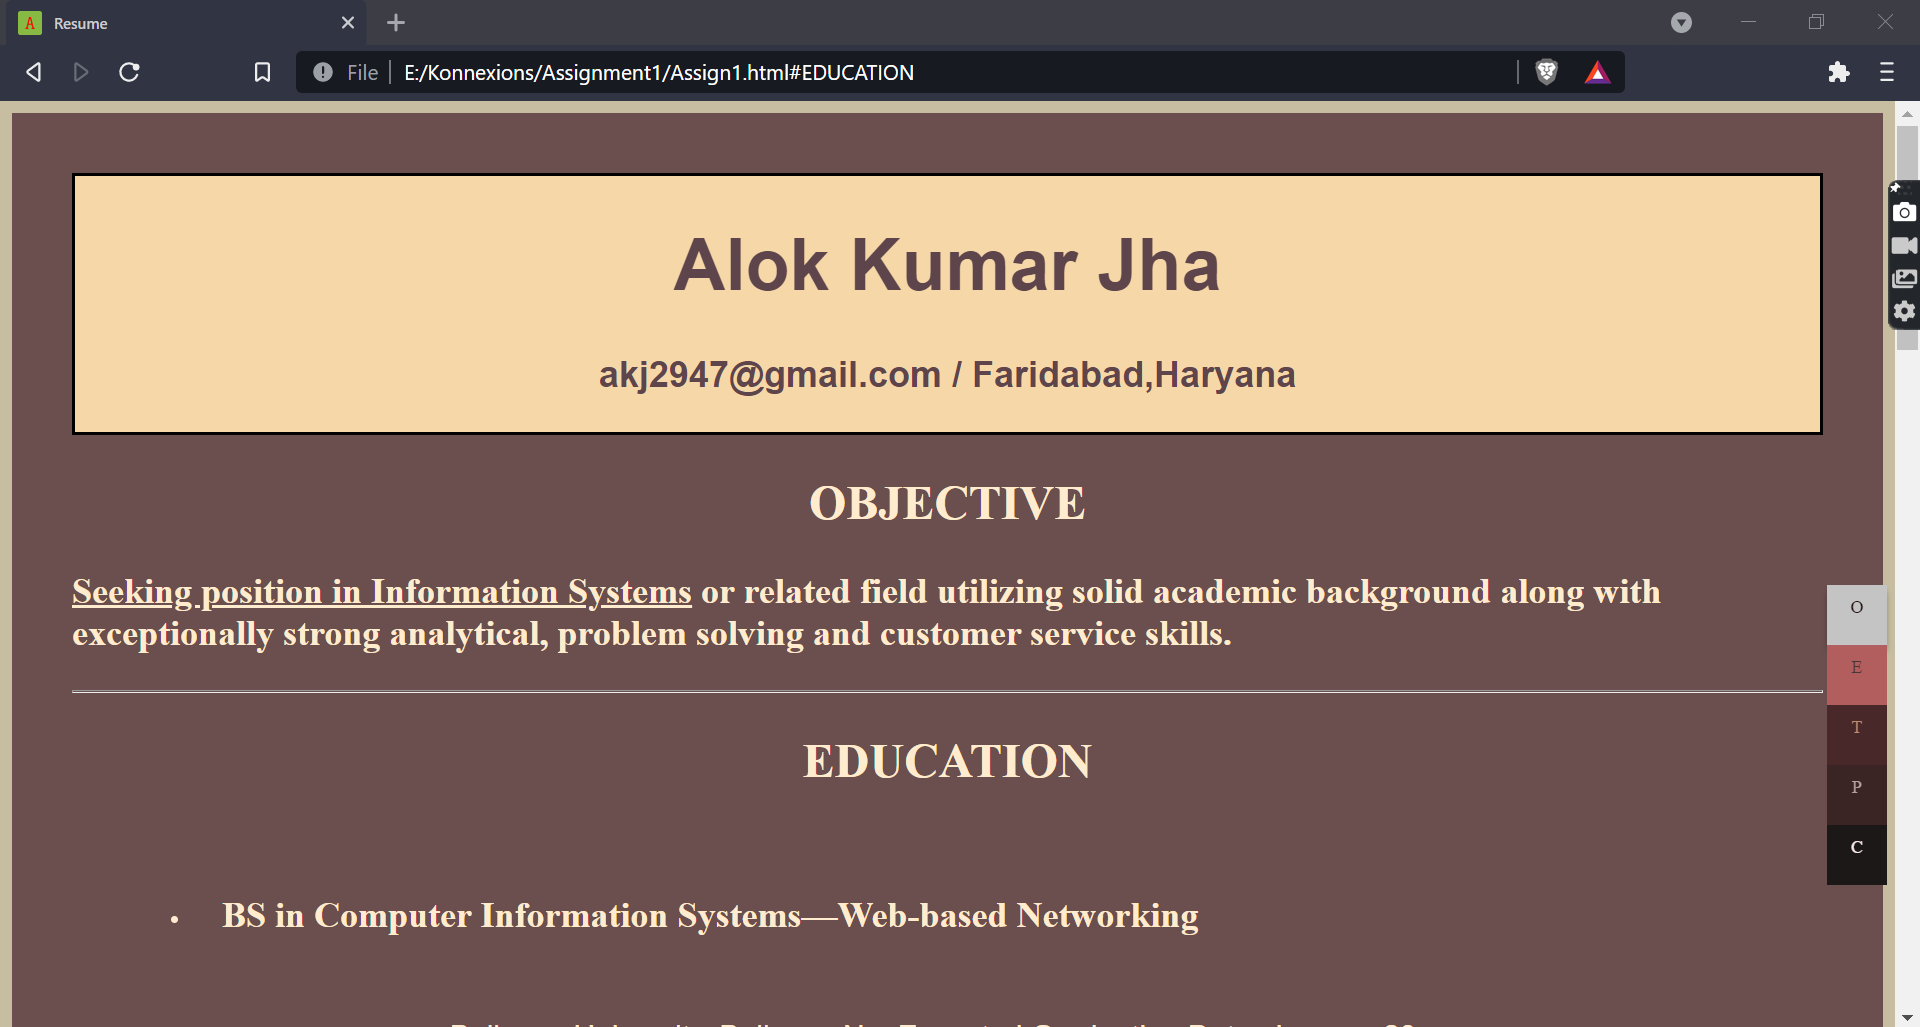 A Resume
File E:/Konnexions/Assignment1/Assign1.html#EDUCATION
Alok Kumar Jha
akj2947@gmail.com / Faridabad,Haryana
OBJECTIVE
Seeking position in Information Systems or related field utilizing solid academic background along with
exceptionally strong analytical, problem solving and customer service skills.
O
E
T
P
C
EDUCATION
• BS in Computer Information Systems—Web-based Networking